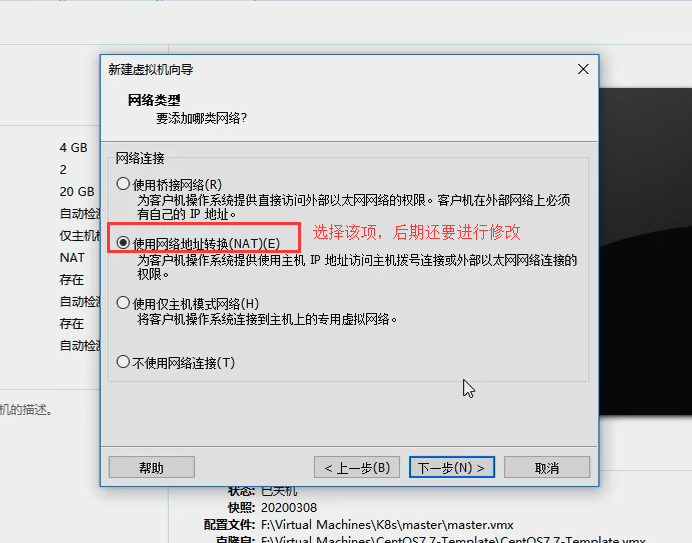 新建虚拟机向导
网络类型
要添加哪类网络?
4 GB
2
20 GB
自动检测
仅主机模
NAT
存在
自动检测
存在
自动检测
机的描述。
网络连接
使用桥接网络(R)
为客户机操作系统提供直接访问外部以太网网络的权限。客户机在外部网络上必须
有自己的 IP 地址。
使用网络地址转换(NAT)(E)
选择该项，后期还要进行修改
为客户机操作系统提供使用主机 IP 地址访问主机拨号连接或外部以太网网络连接的
权限。
使用仅主机模式网络(H)
将客户机操作系统连接到主机上的专用虚拟网络。
不使用网络连接(T)
帮助
< 上一步(B)
下一步(N) >
取消
状态: 已关机
快照: 20200308
配置文件: F:\Virtual Machines\K8s\master\master.vmx
克隆自: F:\Virtual Machines\CentOS7.7-Template\CentOS7.7-Template.vmx